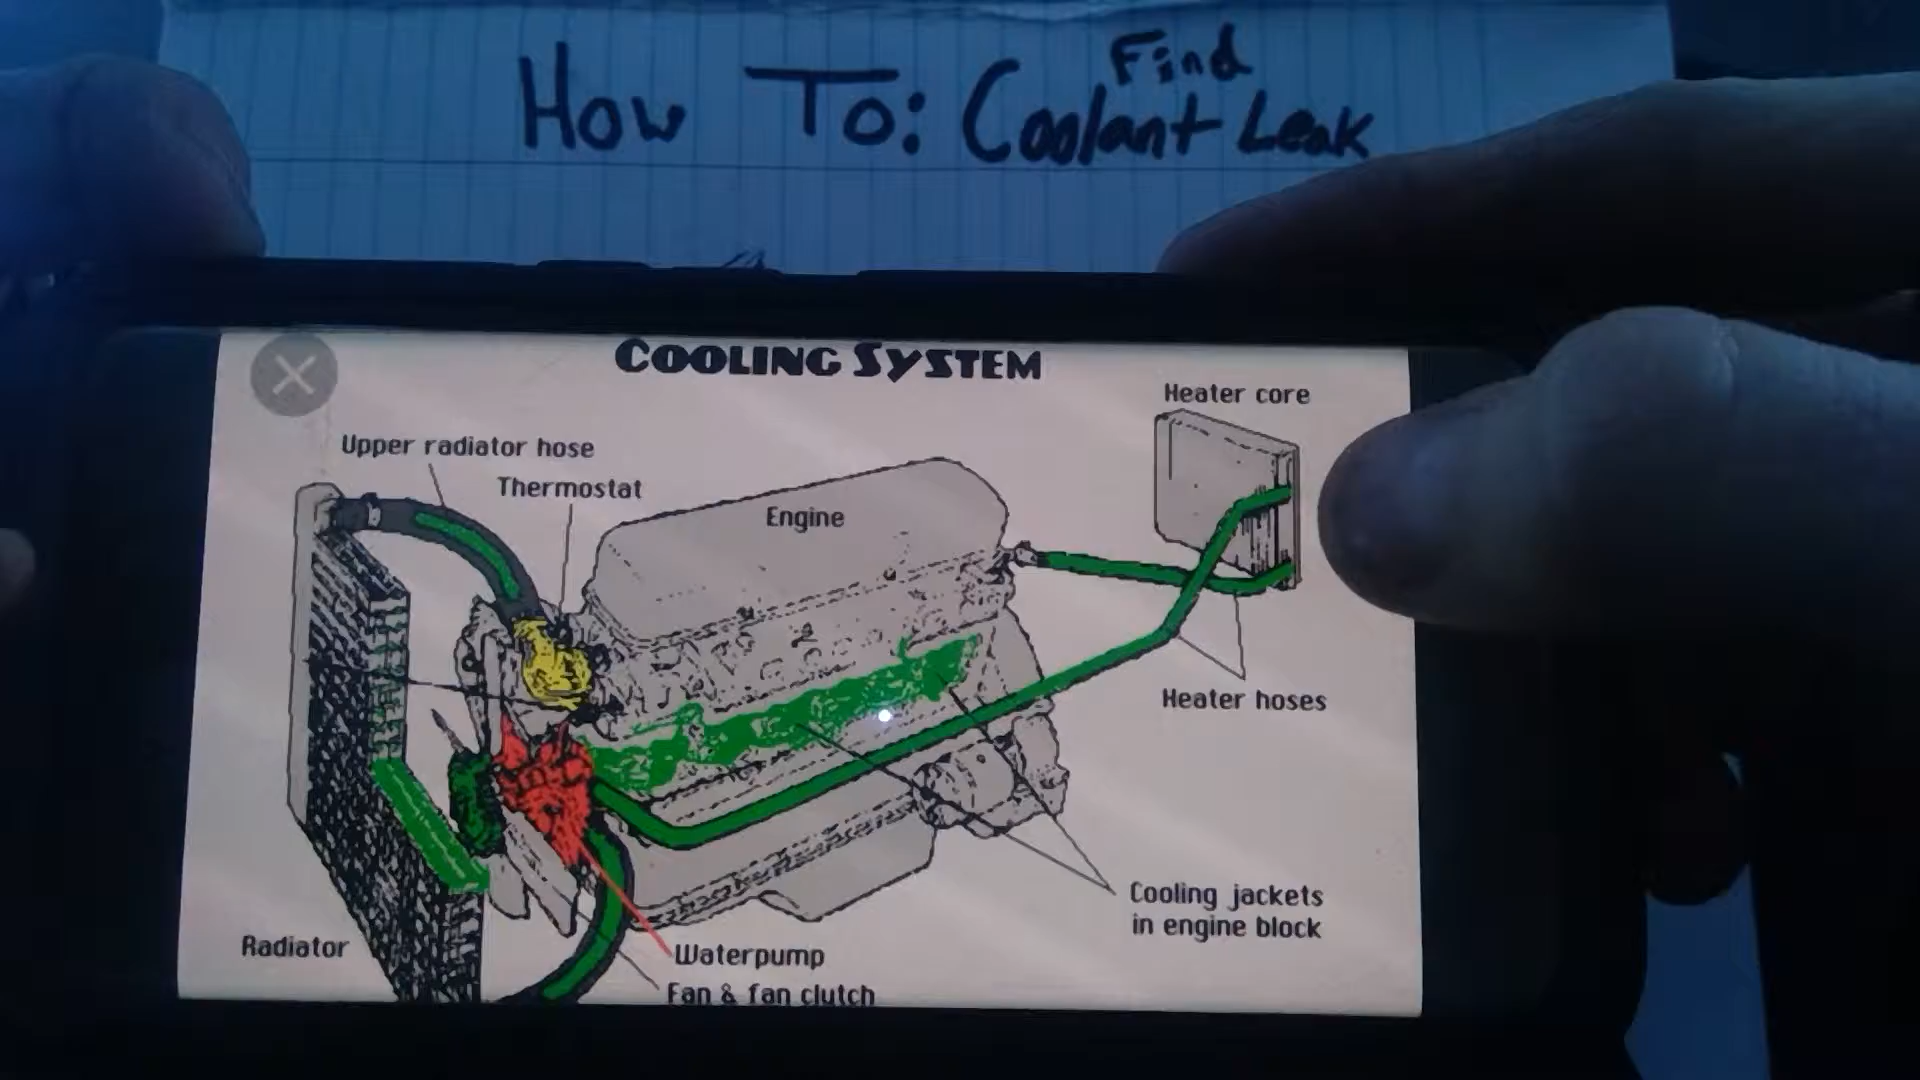 Find
How To: Coolant Leak
COOLING SYSTEM
Heater core
Upper radiator hose
Thermostat
Engine
Heater hoses
Cooling jackets
in engine block
Radiator
Waterpump
Fan & fan clutch